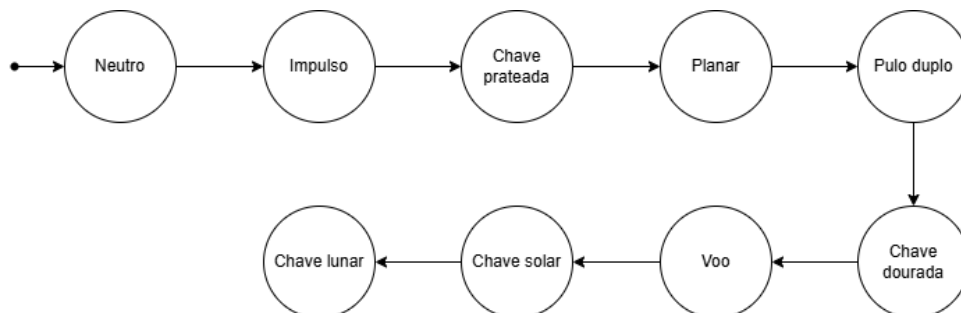 Neutro
Impulso
Chave
prateada
Planar
Pulo duplo
Chave
dourada
Voo
Chave solar
Chave lunar